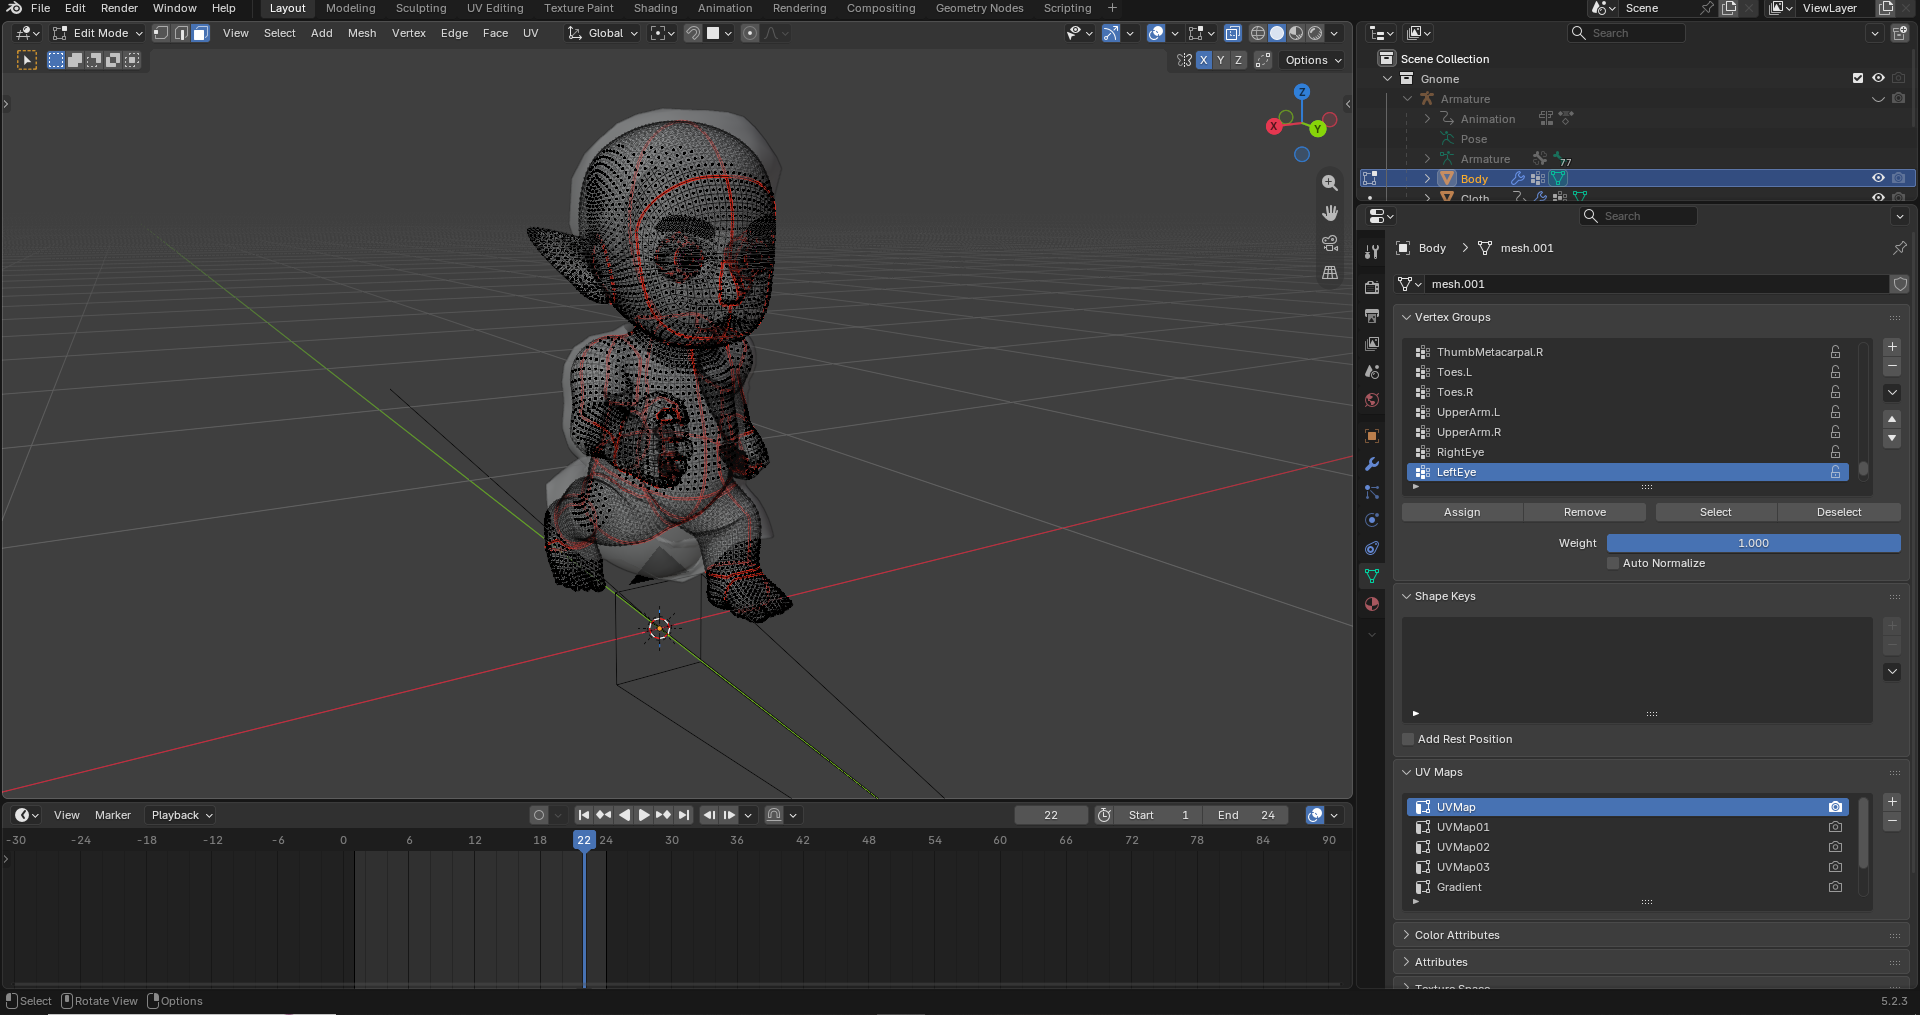 File Edit Render Window Help Layout Modeling Sculpting UV Editing Texture Paint Shading Animation Rendering Compositing Geometry Nodes Scripting + Scene ViewLayer
Edit Mode View Select Add Mesh Vertex Edge Face UV Global Search
X Y Z Options
Scene Collection
Gnome
Armature
Animation
Pose
Armature 77
Body
Cloth
Z
X
Y
Search
Body > mesh.001
mesh.001
Vertex Groups
ThumbMetacarpal.R
Toes.L
Toes.R
UpperArm.L
UpperArm.R
RightEye
LeftEye
Assign Remove Select Deselect
Weight 1.000
Auto Normalize
Shape Keys
Add Rest Position
UV Maps
UVMap
UVMap01
UVMap02
UVMap03
Gradient
Color Attributes
Attributes
Texture Space
View Marker Playback 22 Start 1 End 24
-30 -24 -18 -12 -6 0 6 12 18 22 24 30 36 42 48 54 60 66 72 78 84 90
Select Rotate View Options 5.2.3